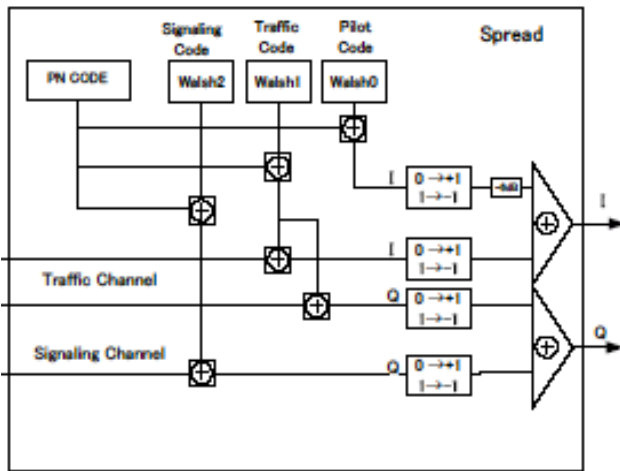 Signaling Code
Traffic Code
Pilot Code
Spread
PN CODE
Walsh2
Walsh1
Walsh0
I
0→+1
1→-1
I
I
0→+1
1→-1
Traffic Channel
Q
0→+1
1→-1
Q
Signaling Channel
Q
0→+1
1→-1